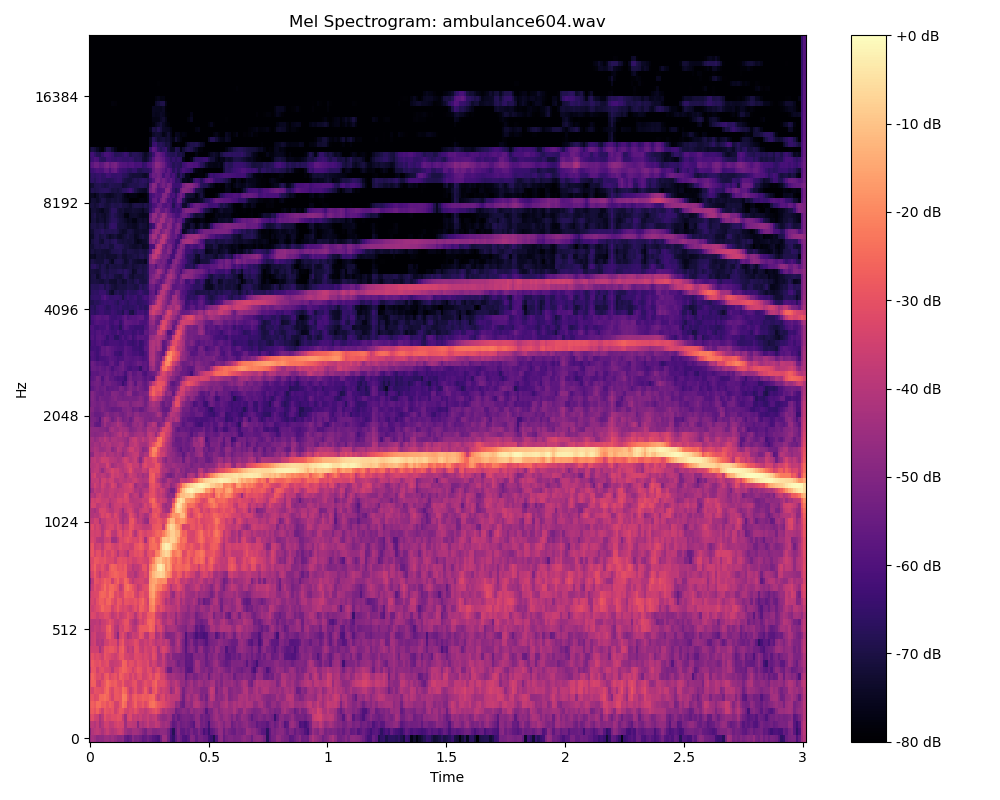 Mel Spectrogram: ambulance604.wav
+0 dB
16384
-10 dB
-20 dB
8192
-30 dB
4096
Hz
-40 dB
2048
-50 dB
1024
-60 dB
512
-70 dB
0
-80 dB
0 0.5 1 1.5 2 2.5 3
Time